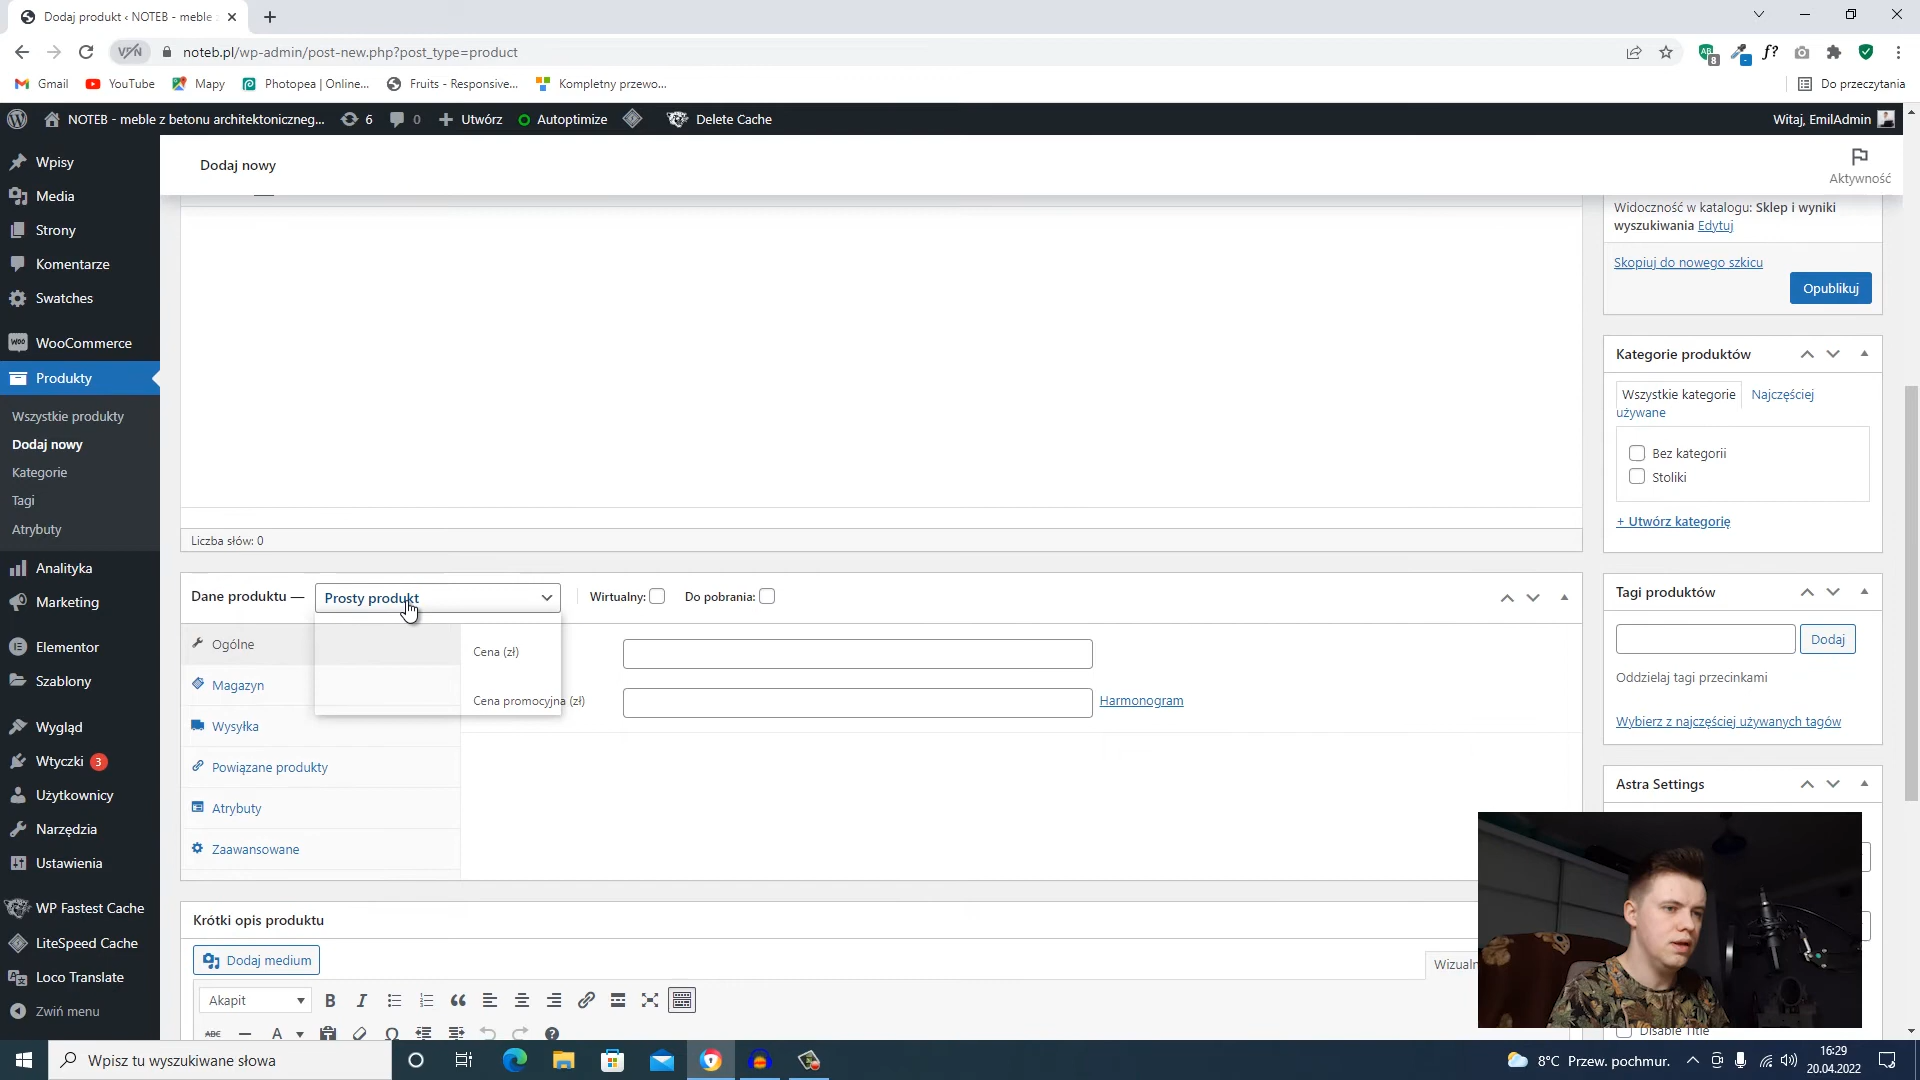 Dodaj produkt ‹ NOTEB - meble
VPN
noteb.pl/wp-admin/post-new.php?post_type=product
8
f?
Gmail
YouTube
Mapy
Photopea | Online...
Fruits - Responsive...
Kompletny przewo...
Do przeczytania
NOTEB - meble z betonu architektoniczneg...
6
0
Utwórz
Autoptimize
Delete Cache
Witaj, EmilAdmin
Wpisy
Media
Strony
Komentarze
Swatches
WooCommerce
Produkty
Wszystkie produkty
Dodaj nowy
Kategorie
Tagi
Atrybuty
Analityka
Marketing
Elementor
Szablony
Wygląd
Wtyczki 3
Użytkownicy
Narzędzia
Ustawienia
WP Fastest Cache
LiteSpeed Cache
Loco Translate
Zwiń menu
Dodaj nowy
Aktywność
Liczba słów: 0
Dane produktu —
Prosty produkt
Wirtualny:
Do pobrania:
Ogólne
Magazyn
Wysyłka
Powiązane produkty
Atrybuty
Zaawansowane
Cena (zł)
Cena promocyjna (zł)
Harmonogram
Krótki opis produktu
Dodaj medium
Akapit
B
I
ABC
A
Ω
Widoczność w katalogu: Sklep i wyniki
wyszukiwania Edytuj
Skopiuj do nowego szkicu
Opublikuj
Kategorie produktów
Wszystkie kategorie
Najczęściej
używane
Bez kategorii
Stoliki
+ Utwórz kategorię
Tagi produktów
Dodaj
Oddzielaj tagi przecinkami
Wybierz z najczęściej używanych tagów
Astra Settings
Disable Title
Wpisz tu wyszukiwane słowa
8°C Przew. pochmur.
16:29
20.04.2022